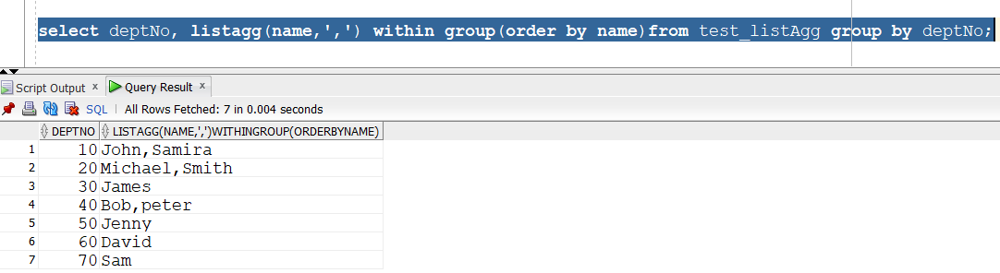 select deptNo, listagg(name,',') within group(order by name)from test_listAgg group by deptNo;
Script Output x Query Result x
SQL | All Rows Fetched: 7 in 0.004 seconds
DEPTNO LISTAGG(NAME,',')WITHINGROUP(ORDERBYNAME)
1 10 John,Samira
2 20 Michael,Smith
3 30 James
4 40 Bob,peter
5 50 Jenny
6 60 David
7 70 Sam